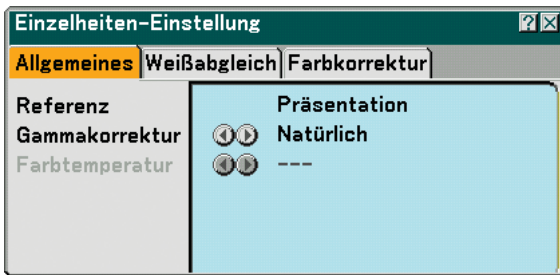 Einzelheiten-Einstellung
Allgemeines Weißabgleich Farbkorrektur
Referenz Präsentation
Gammakorrektur Natürlich
Farbtemperatur ---